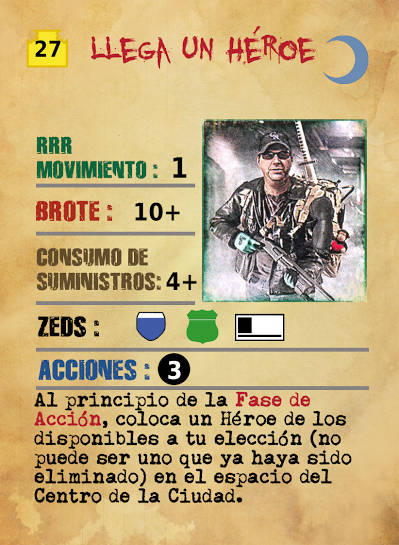 27 LLEGA UN HÉROE
RRR
MOVIMIENTO : 1
BROTE : 10+
CONSUMO DE
SUMINISTROS: 4+
ZEDS :
ACCIONES : 3
Al principio de la Fase de
Acción, coloca un Héroe de los
disponibles a tu elección (no
puede ser uno que ya haya sido
eliminado) en el espacio del
Centro de la Ciudad.